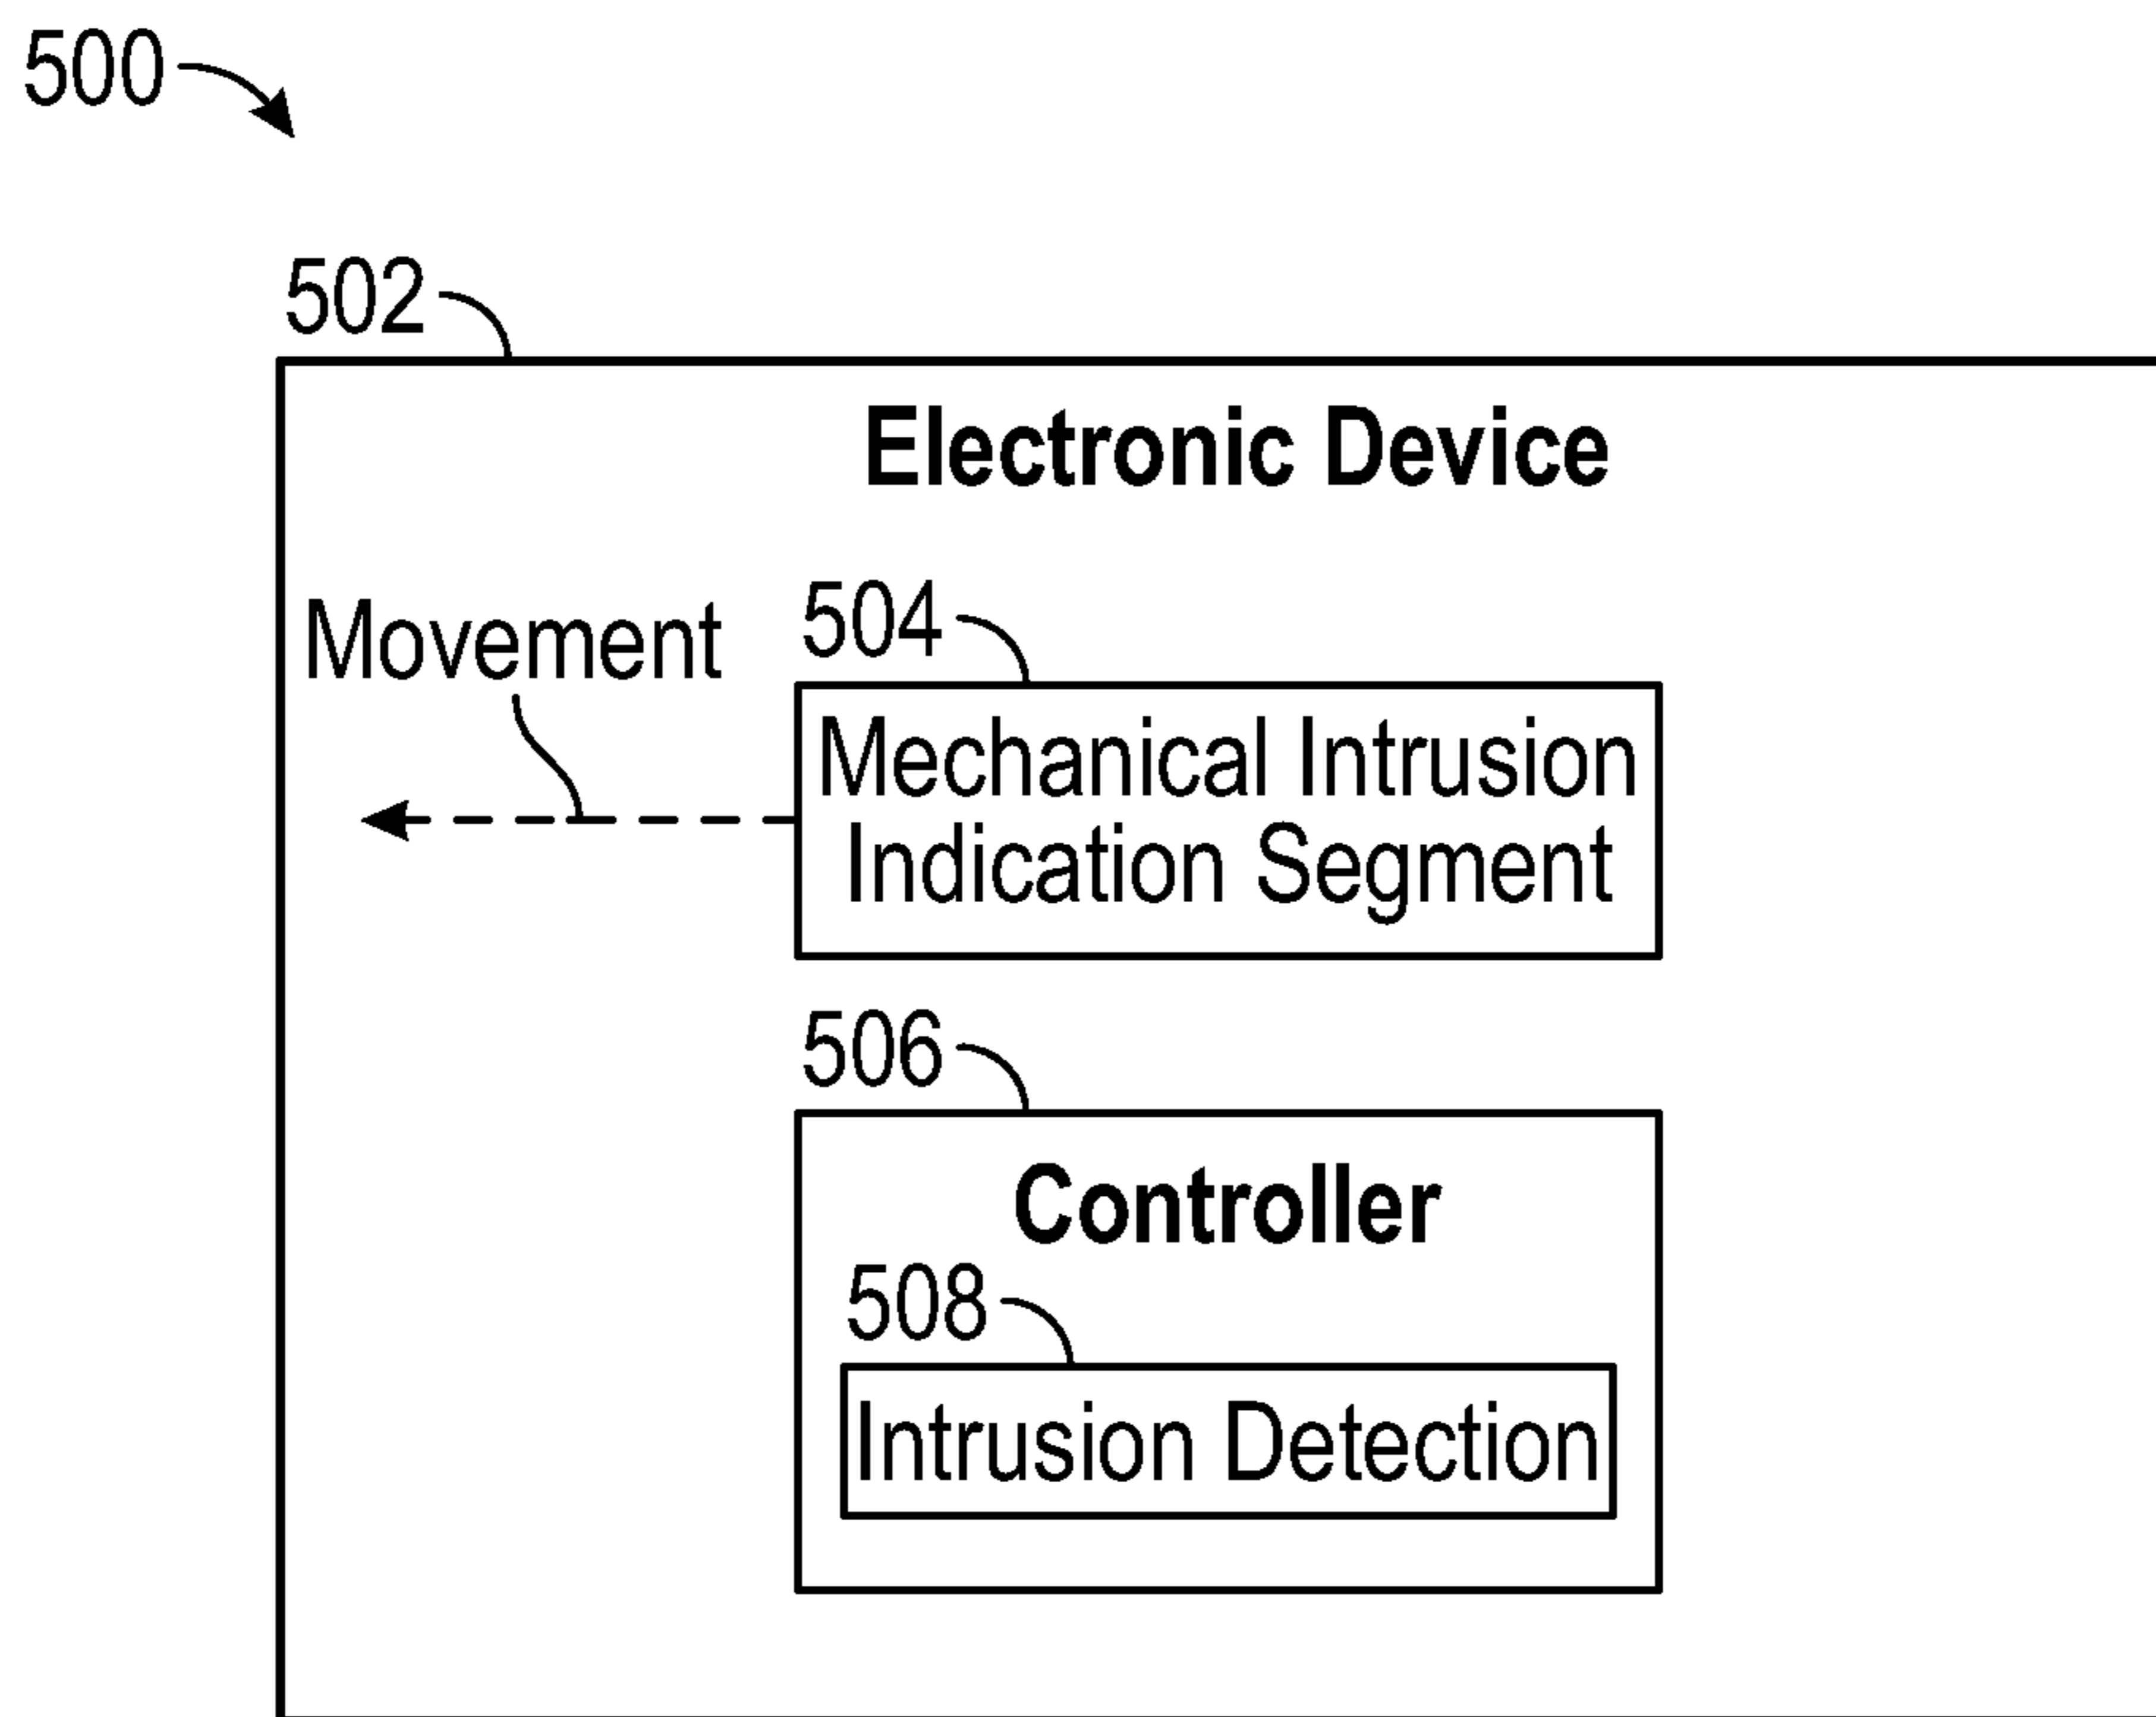 500
502
Electronic Device
Movement
504
Mechanical Intrusion
Indication Segment
506
Controller
508
Intrusion Detection